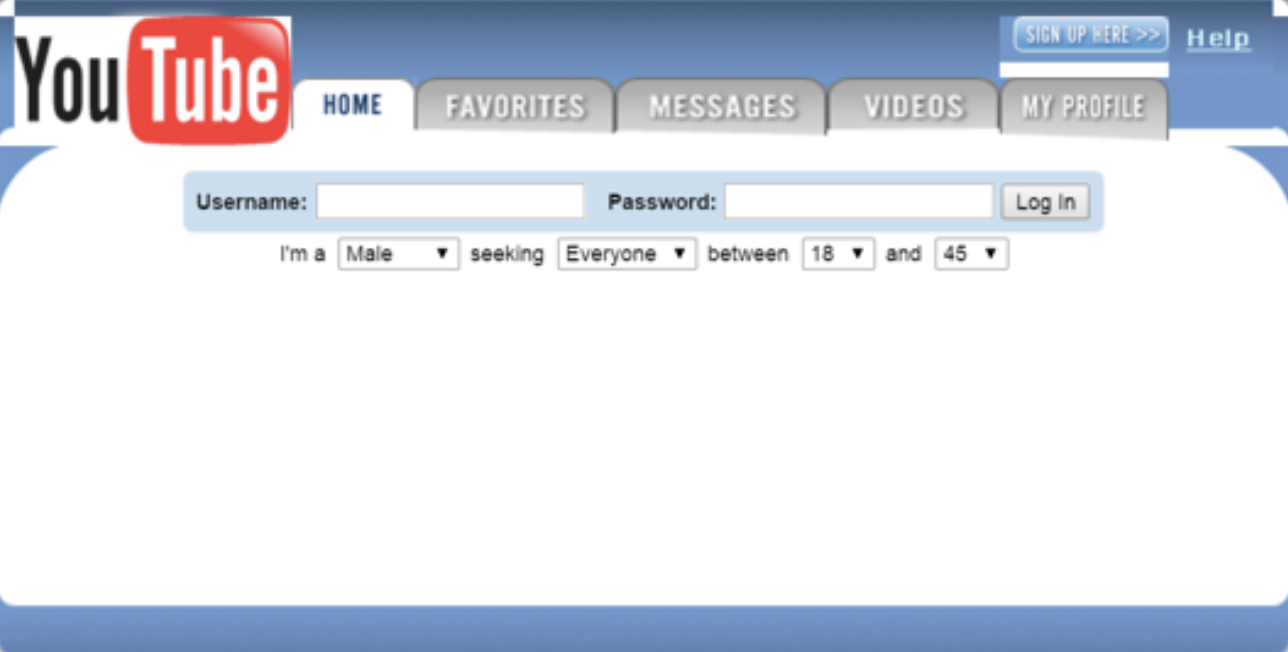 SIGN UP HERE >> Help
YouTube
HOME FAVORITES MESSAGES VIDEOS MY PROFILE
Username: Password: Log In
I'm a Male seeking Everyone between 18 and 45